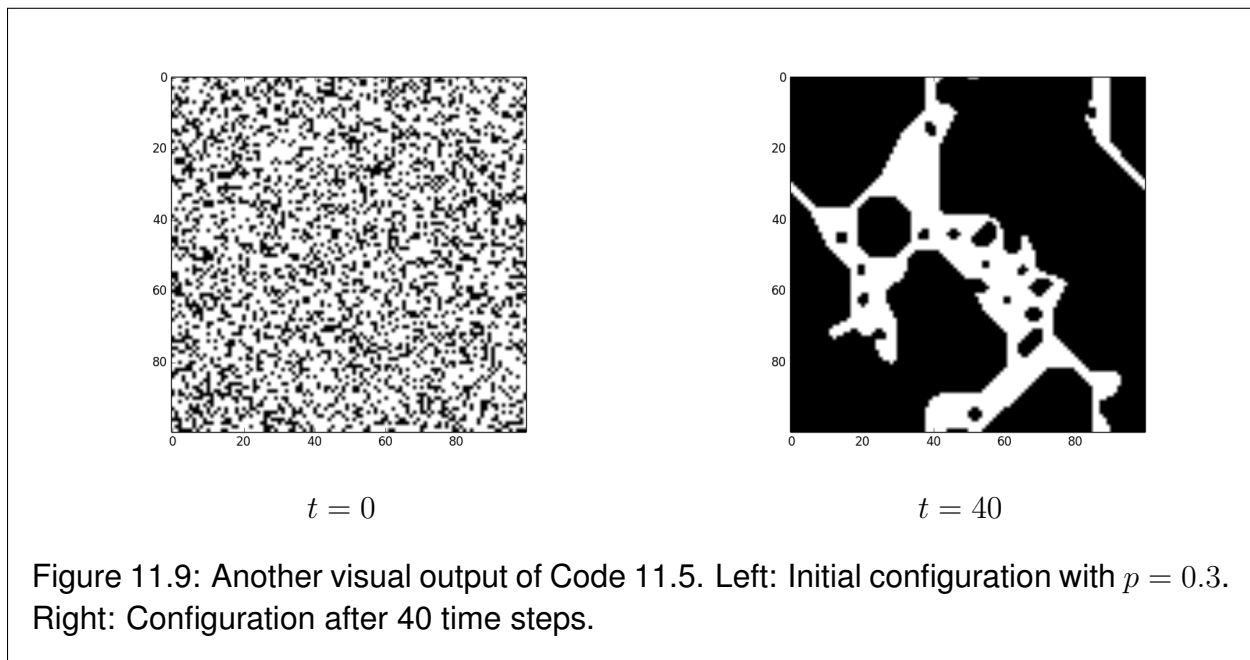 0
20
40
60
80
0 20 40 60 80
t = 0
0
20
40
60
80
0 20 40 60 80
t = 40
Figure 11.9: Another visual output of Code 11.5. Left: Initial configuration with p = 0.3.
Right: Configuration after 40 time steps.